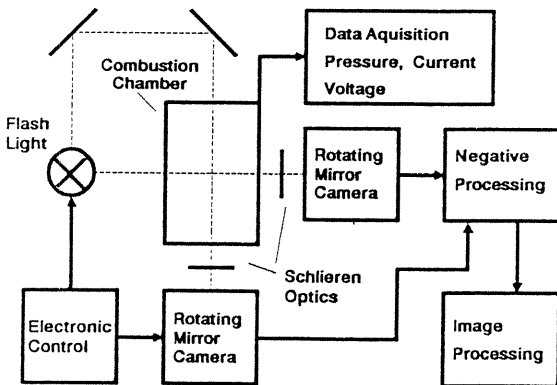 Data Aquisition
Pressure, Current
Voltage
Combustion
Chamber
Flash
Light
Rotating
Mirror
Camera
Negative
Processing
Schlieren
Optics
Electronic
Control
Rotating
Mirror
Camera
Image
Processing